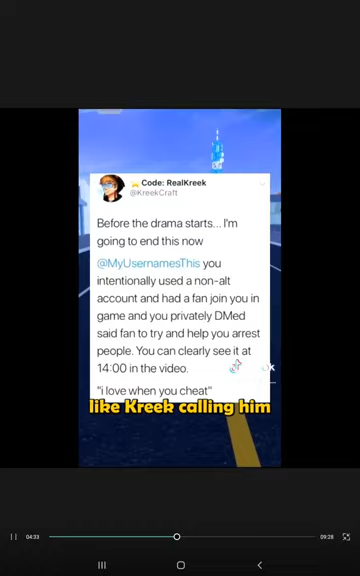 Code: RealKreek
@KreekCraft
Before the drama starts... I'm
going to end this now
@MyUsernamesThis you
intentionally used a non-alt
account and had a fan join you in
game and you privately DMed
said fan to try and help you arrest
people. You can clearly see it at
14:00 in the video.
"i love when you cheat"
like Kreek calling him
04:33
09:28